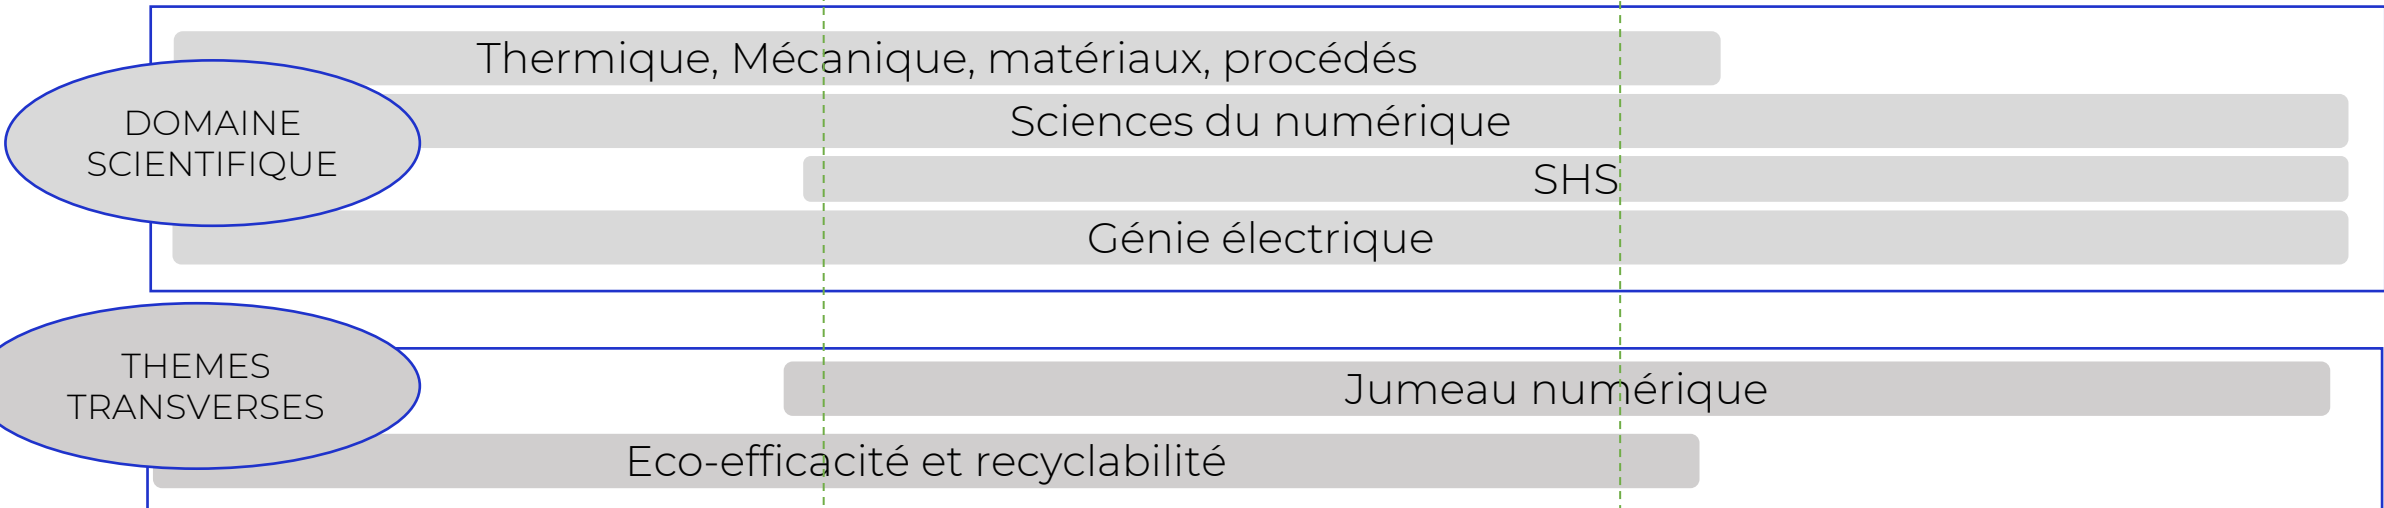 Thermique, Mécanique, matériaux, procédés
DOMAINE
SCIENTIFIQUE
Sciences du numérique
SHS
Génie électrique
THEMES
TRANSVERSES
Jumeau numérique
Eco-efficacité et recyclabilité